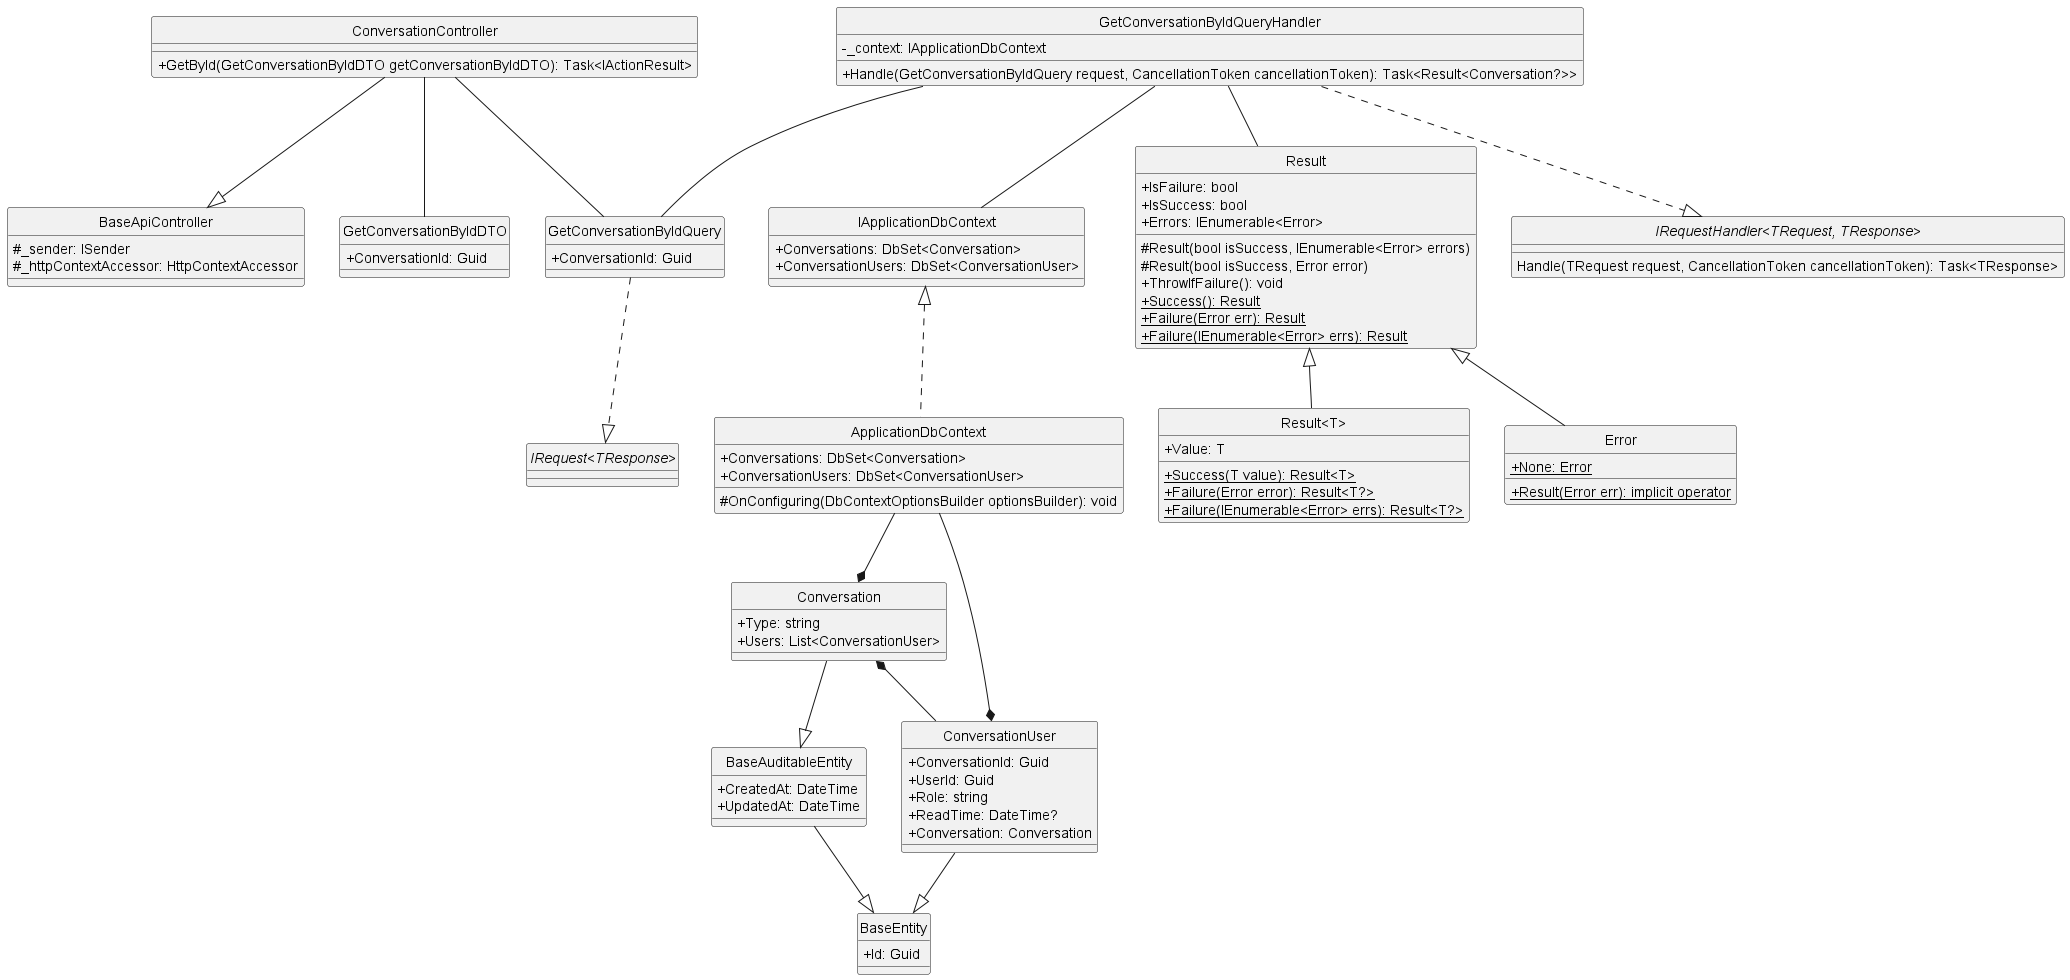 ConversationController
+GetById(GetConversationByIdDTO getConversationByIdDTO): Task<IActionResult>
GetConversationByIdQueryHandler
-_context: IApplicationDbContext
+Handle(GetConversationByIdQuery request, CancellationToken cancellationToken): Task<Result<Conversation?>>
BaseApiController
#_sender: ISender
#_httpContextAccessor: HttpContextAccessor
GetConversationByIdDTO
+ConversationId: Guid
GetConversationByIdQuery
+ConversationId: Guid
IApplicationDbContext
+Conversations: DbSet<Conversation>
+ConversationUsers: DbSet<ConversationUser>
Result
+IsFailure: bool
+IsSuccess: bool
+Errors: IEnumerable<Error>
#Result(bool isSuccess, IEnumerable<Error> errors)
#Result(bool isSuccess, Error error)
+ThrowIfFailure(): void
+Success(): Result
+Failure(Error err): Result
+Failure(IEnumerable<Error> errs): Result
IRequestHandler<TRequest, TResponse>
Handle(TRequest request, CancellationToken cancellationToken): Task<TResponse>
IRequest<TResponse>
ApplicationDbContext
+Conversations: DbSet<Conversation>
+ConversationUsers: DbSet<ConversationUser>
#OnConfiguring(DbContextOptionsBuilder optionsBuilder): void
Result<T>
+Value: T
+Success(T value): Result<T>
+Failure(Error error): Result<T?>
+Failure(IEnumerable<Error> errs): Result<T?>
Error
+None: Error
+Result(Error err): implicit operator
Conversation
+Type: string
+Users: List<ConversationUser>
BaseAuditableEntity
+CreatedAt: DateTime
+UpdatedAt: DateTime
ConversationUser
+ConversationId: Guid
+UserId: Guid
+Role: string
+ReadTime: DateTime?
+Conversation: Conversation
BaseEntity
+Id: Guid